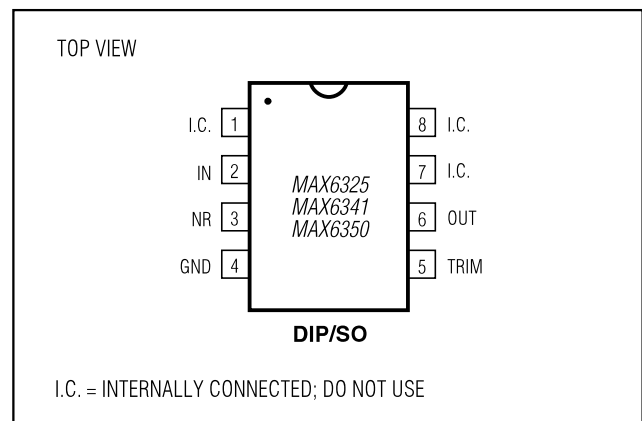 TOP VIEW
I.C. 1
8 I.C.
IN 2
7 I.C.
MAX6325
MAX6341
MAX6350
NR 3
6 OUT
GND 4
5 TRIM
DIP/SO
I.C. = INTERNALLY CONNECTED; DO NOT USE